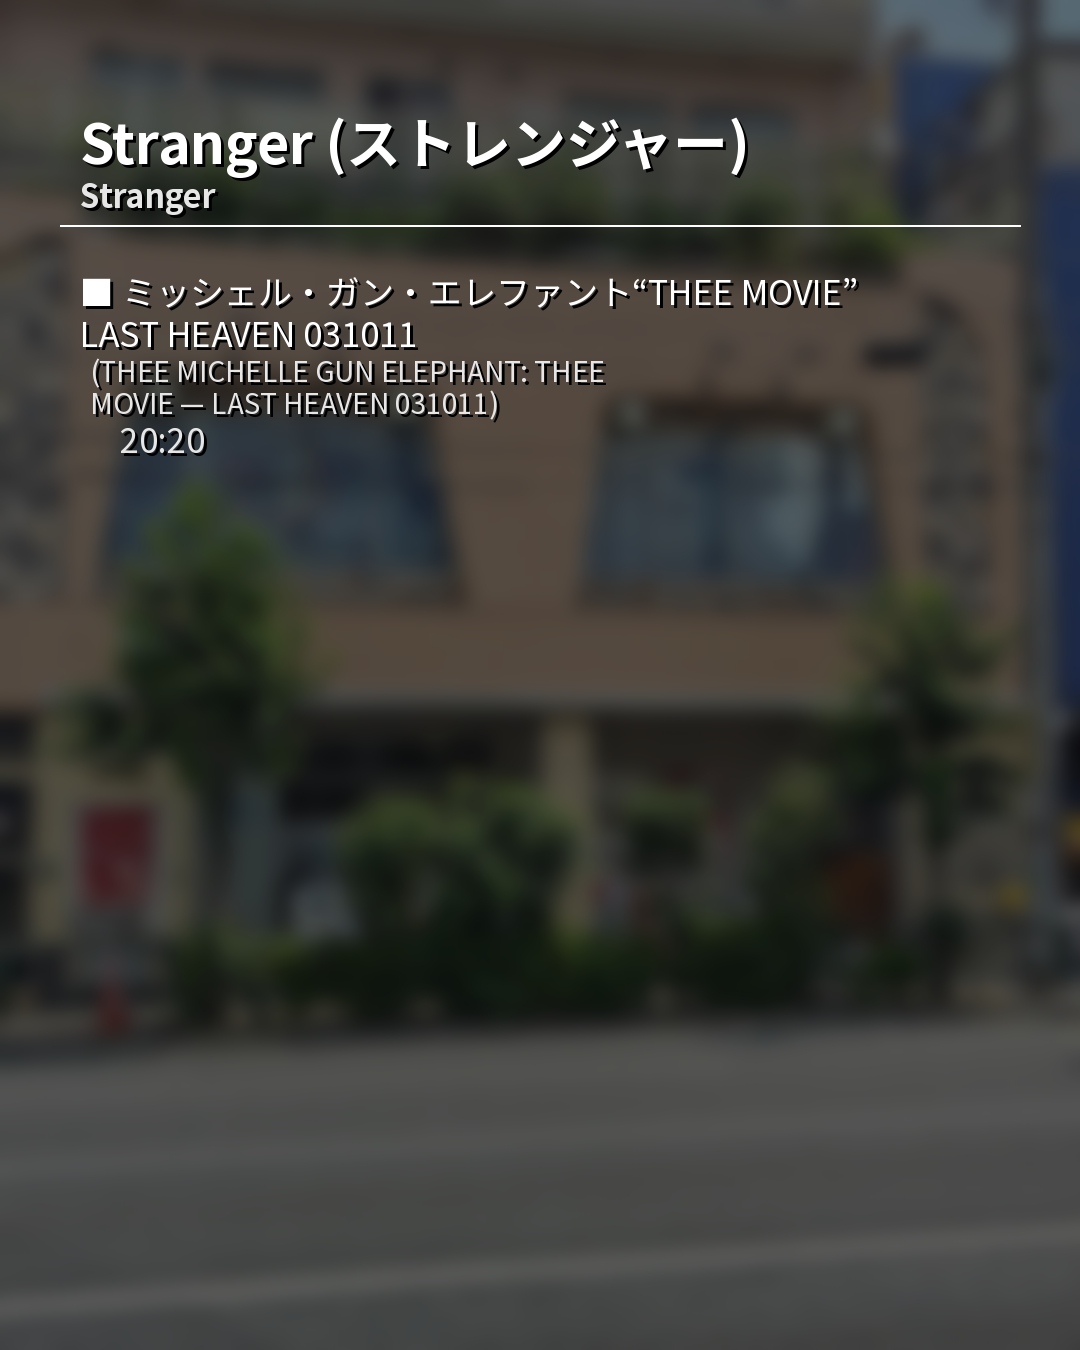 Stranger (ストレンジャー)
Stranger
■ ミッシェル・ガン・エレファント“THEE MOVIE”
LAST HEAVEN 031011
(THEE MICHELLE GUN ELEPHANT: THEE
MOVIE — LAST HEAVEN 031011)
20:20